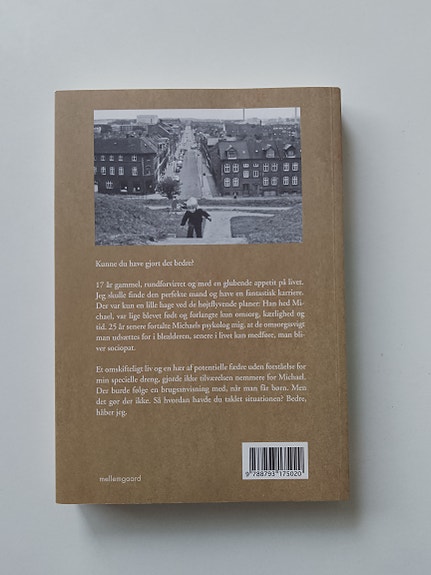 Kunne du have gjort det bedre?
17 år gammel, rundforvirret og med en glubende appetit på livet.
Jeg skulle finde den perfekte mand og have en fantastisk karriere.
Der var kun en lille hage ved de højtflyvende planer: Han hed Mi-
chael, var lige blevet født og forlangte kun omsorg, kærlighed og
tid. 25 år senere fortalte Michaels psykolog mig, at de omsorgssvigt
man udsættes for i blealderen, senere i livet kan medføre, man bli-
ver sociopat.
Et omskifteligt liv og en hær af potentielle fædre uden forståelse for
min specielle dreng, gjorde ikke tilværelsen nemmere for Michael.
Der burde følge en brugsanvisning med, når man får børn. Men
det gør der ikke. Så hvordan havde du taklet situationen? Bedre,
håber jeg.
mellemgaard
9 788793 175020